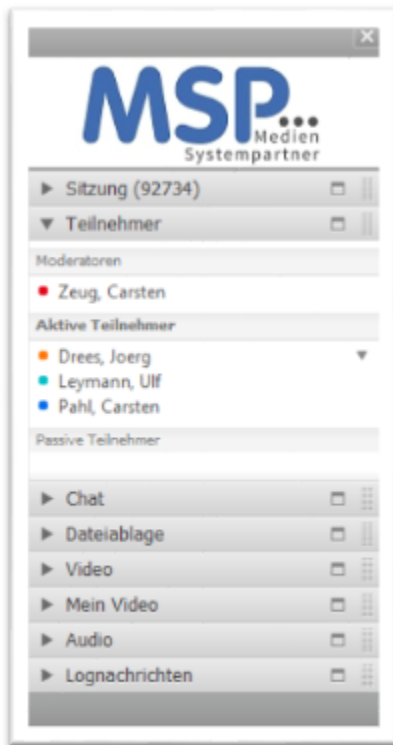 MSP...
Medien
Systempartner
Sitzung (92734)
Teilnehmer
Moderatoren
Zeug, Carsten
Aktive Teilnehmer
Drees, Joerg
Leymann, Ulf
Pahl, Carsten
Passive Teilnehmer
Chat
Dateiablage
Video
Mein Video
Audio
Lognachrichten